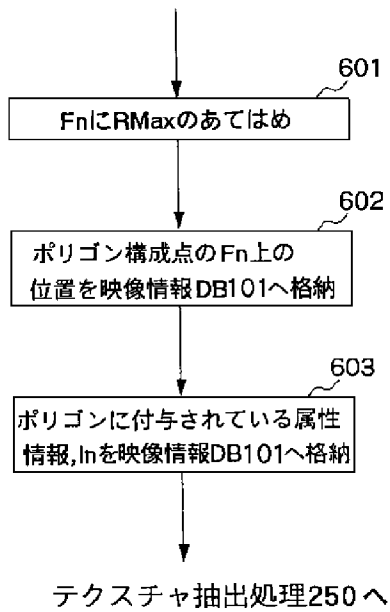 601
FnにRMaxのあてはめ
602
ポリゴン構成点のFn上の
位置を映像情報DB101へ格納
603
ポリゴンに付与されている属性
情報,Inを映像情報DB101へ格納
テクスチャ抽出処理250へ